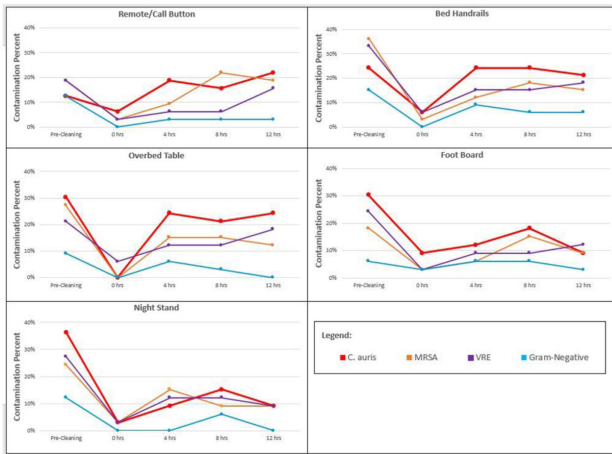 Remote/Call Button
Contamination Percent
40%
30%
20%
10%
0%
Pre-Cleaning 0 hrs 4 hrs 8 hrs 12 hrs
Bed Handrails
Contamination Percent
40%
30%
20%
10%
0%
Pre-Cleaning 0 hrs 4 hrs 8 hrs 12 hrs
Overbed Table
Contamination Percent
40%
30%
20%
10%
0%
Pre-Cleaning 0 hrs 4 hrs 8 hrs 12 hrs
Foot Board
Contamination Percent
40%
30%
20%
10%
0%
Pre-Cleaning 0 hrs 4 hrs 8 hrs 12 hrs
Night Stand
Contamination Percent
40%
30%
20%
10%
0%
Pre-Cleaning 0 hrs 4 hrs 8 hrs 12 hrs
Legend:
C. auris MRSA VRE Gram-Negative